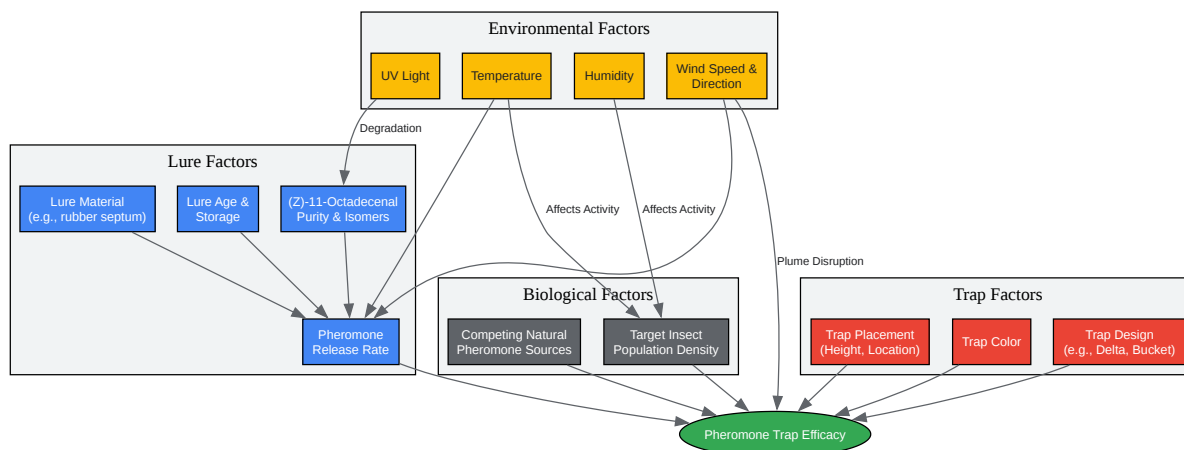 Environmental Factors
UV Light
Temperature
Humidity
Wind Speed &
Direction
Degradation
Lure Factors
Lure Material
(e.g., rubber septum)
Lure Age &
Storage
(Z)-11-Octadecenal
Purity & Isomers
Affects Activity
Affects Activity
Plume Disruption
Biological Factors
Trap Factors
Pheromone
Release Rate
Competing Natural
Pheromone Sources
Target Insect
Population Density
Trap Placement
(Height, Location)
Trap Color
Trap Design
(e.g., Delta, Bucket)
Pheromone Trap Efficacy